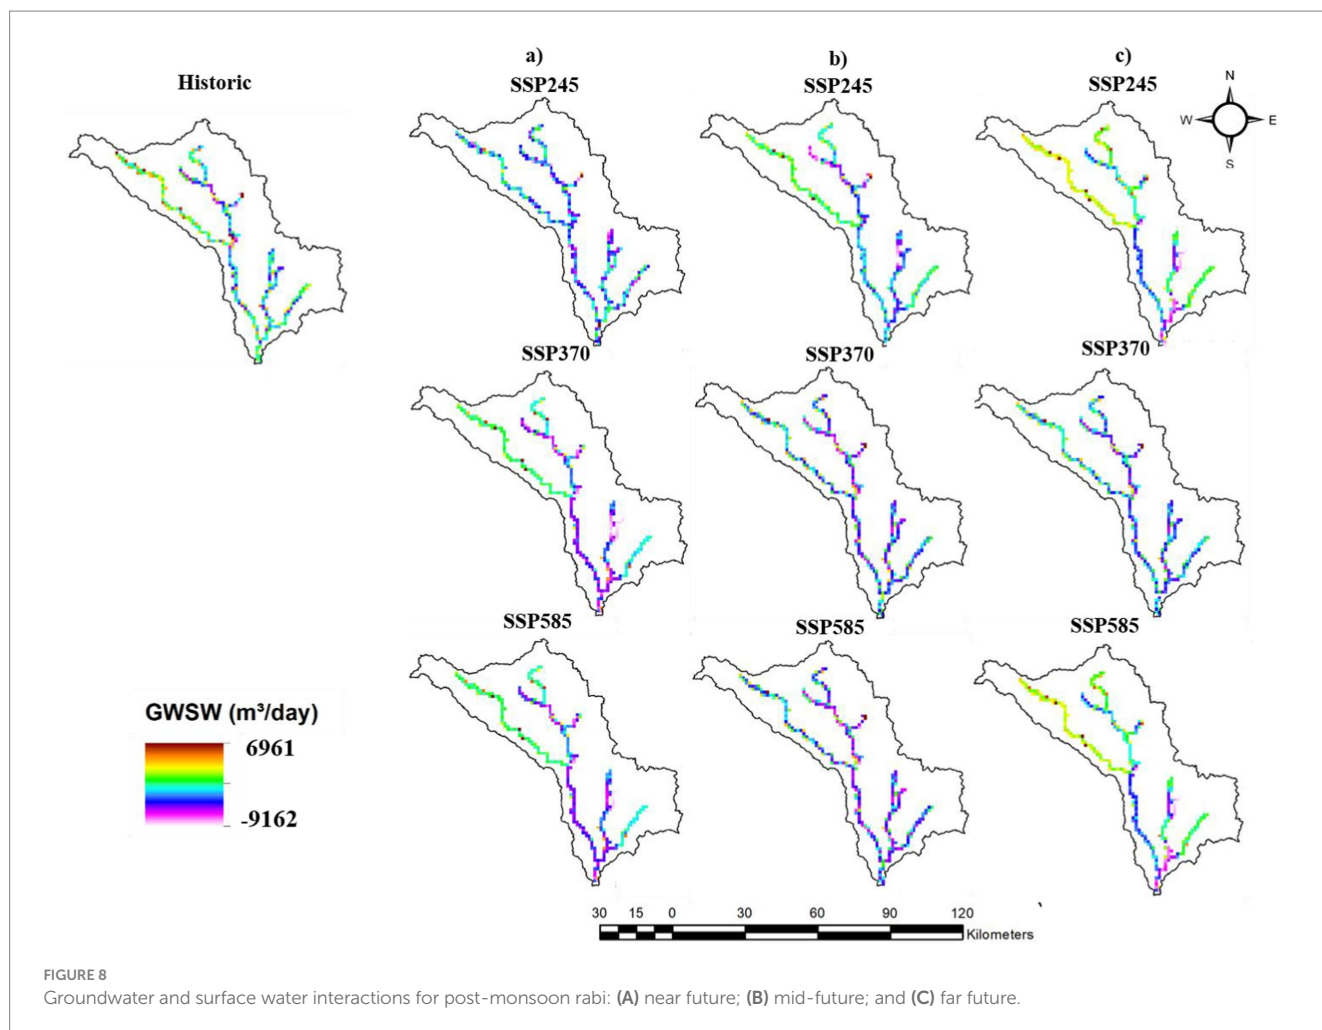 Historic
a)
SSP245
b)
SSP245
c)
SSP245
N
W
E
S
SSP370
SSP370
SSP370
SSP585
SSP585
SSP585
GWSW (m³/day)
6961
-9162
30 15 0 30 60 90 120
Kilometers
FIGURE 8
Groundwater and surface water interactions for post-monsoon rabi: (A) near future; (B) mid-future; and (C) far future.